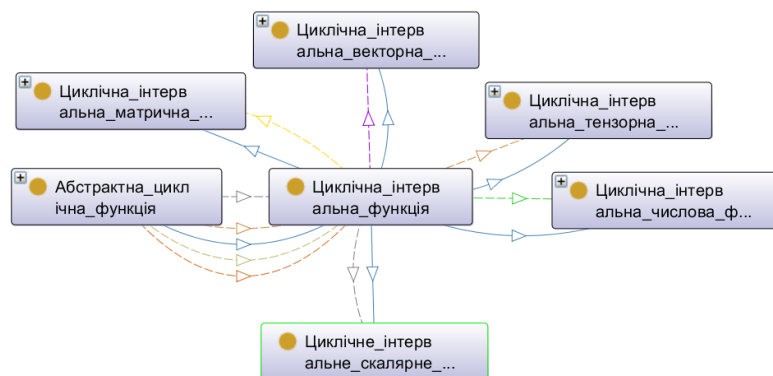 Циклічна_інтерв
альна_векторна_...
Циклічна_інтерв
альна_матрична_...
Циклічна_інтерв
альна_тензорна_...
Абстрактна_цикл
ічна_функція
Циклічна_інтерв
альна_функція
Циклічна_інтерв
альна_числова_ф...
Циклічне_інтерв
альне_скалярне_...